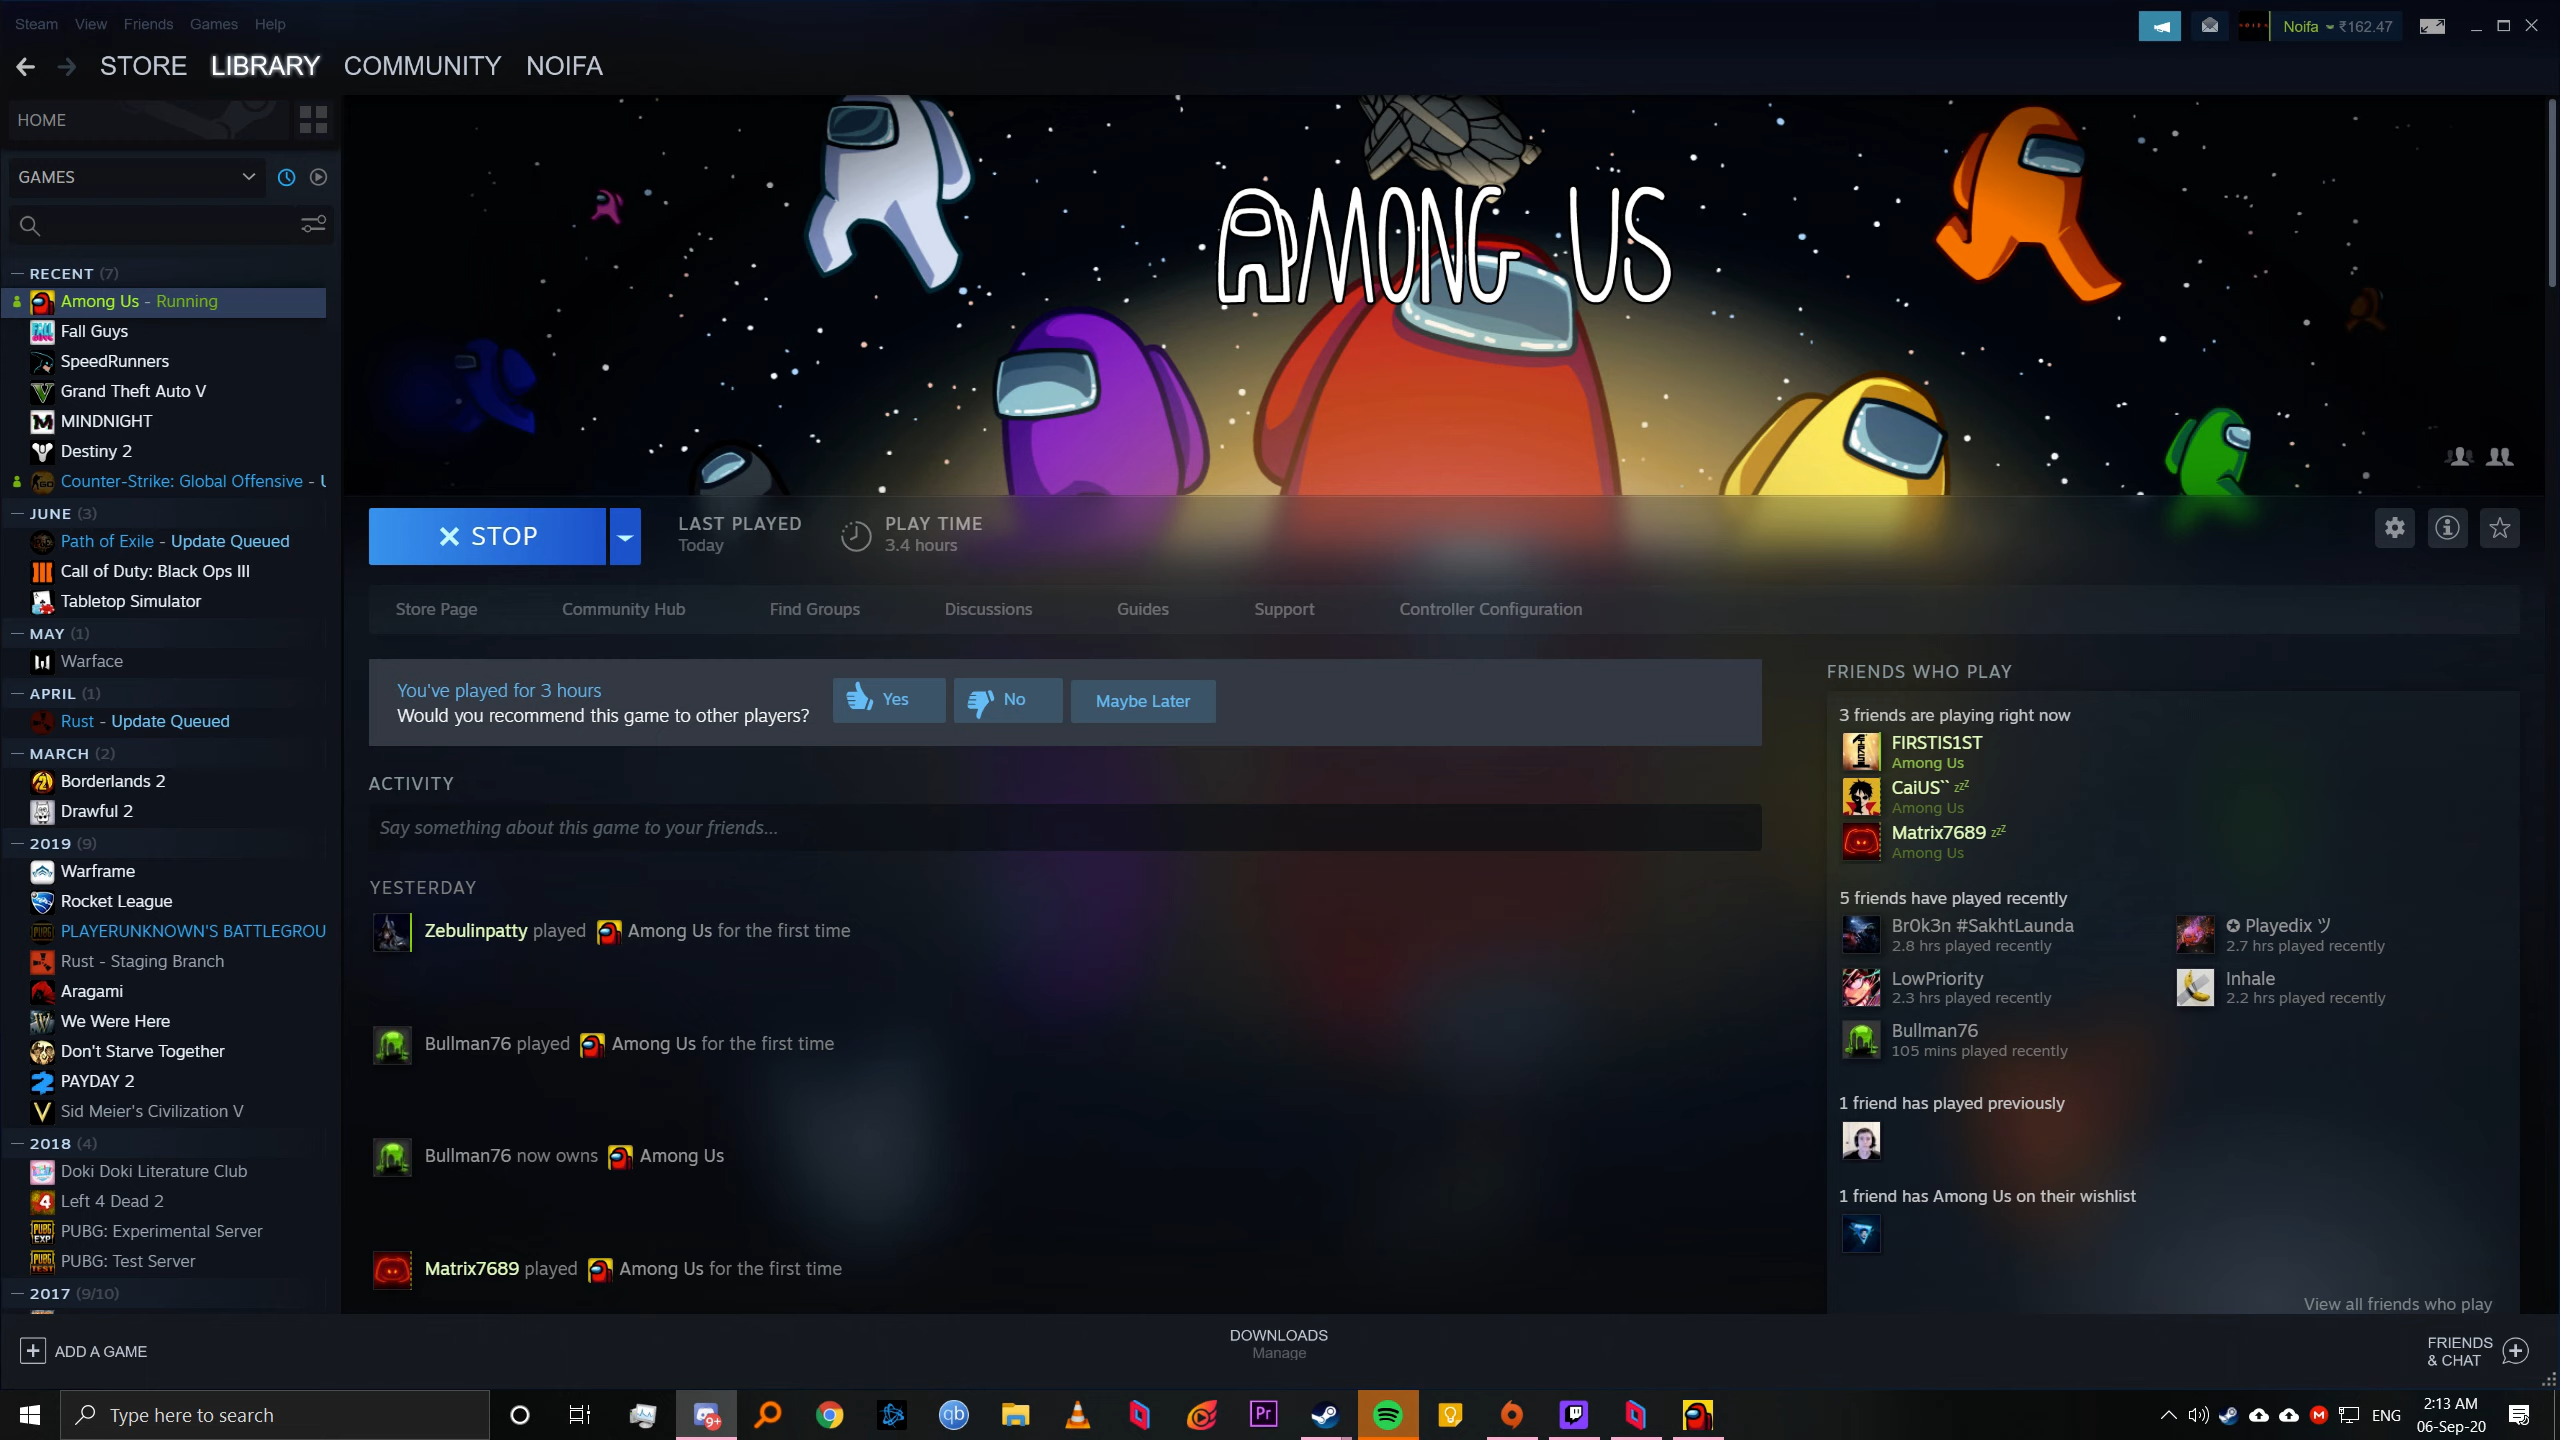 Steam View Friends Games Help
Noifa ₹162.47
STORE LIBRARY COMMUNITY NOIFA
HOME
GAMES
AMONG US
— RECENT (7)
Among Us - Running
Fall Guys
SpeedRunners
Grand Theft Auto V
MINDNIGHT
Destiny 2
Counter-Strike: Global Offensive - U
— JUNE (3)
Path of Exile - Update Queued
Call of Duty: Black Ops III
Tabletop Simulator
— MAY (1)
Warface
— APRIL (1)
Rust - Update Queued
— MARCH (2)
Borderlands 2
Drawful 2
— 2019 (9)
Warframe
Rocket League
PLAYERUNKNOWN'S BATTLEGROU
Rust - Staging Branch
Aragami
We Were Here
Don't Starve Together
PAYDAY 2
Sid Meier's Civilization V
— 2018 (4)
Doki Doki Literature Club
Left 4 Dead 2
PUBG: Experimental Server
PUBG: Test Server
— 2017 (9/10)
STOP
LAST PLAYED
Today
PLAY TIME
3.4 hours
Store Page Community Hub Find Groups Discussions Guides Support Controller Configuration
You've played for 3 hours
Would you recommend this game to other players?
Yes No Maybe Later
ACTIVITY
Say something about this game to your friends...
YESTERDAY
Zebulinpatty played Among Us for the first time
Bullman76 played Among Us for the first time
Bullman76 now owns Among Us
Matrix7689 played Among Us for the first time
FRIENDS WHO PLAY
3 friends are playing right now
FIRSTIS1ST
Among Us
CaiUS`` zzZ
Among Us
Matrix7689 zzZ
Among Us
5 friends have played recently
Br0k3n #SakhtLaunda
2.8 hrs played recently
✪ Playedix ツ
2.7 hrs played recently
LowPriority
2.3 hrs played recently
Inhale
2.2 hrs played recently
Bullman76
105 mins played recently
1 friend has played previously
1 friend has Among Us on their wishlist
View all friends who play
ADD A GAME
DOWNLOADS
Manage
FRIENDS
& CHAT
Type here to search
9+
qb
Pr
ENG
2:13 AM
06-Sep-20